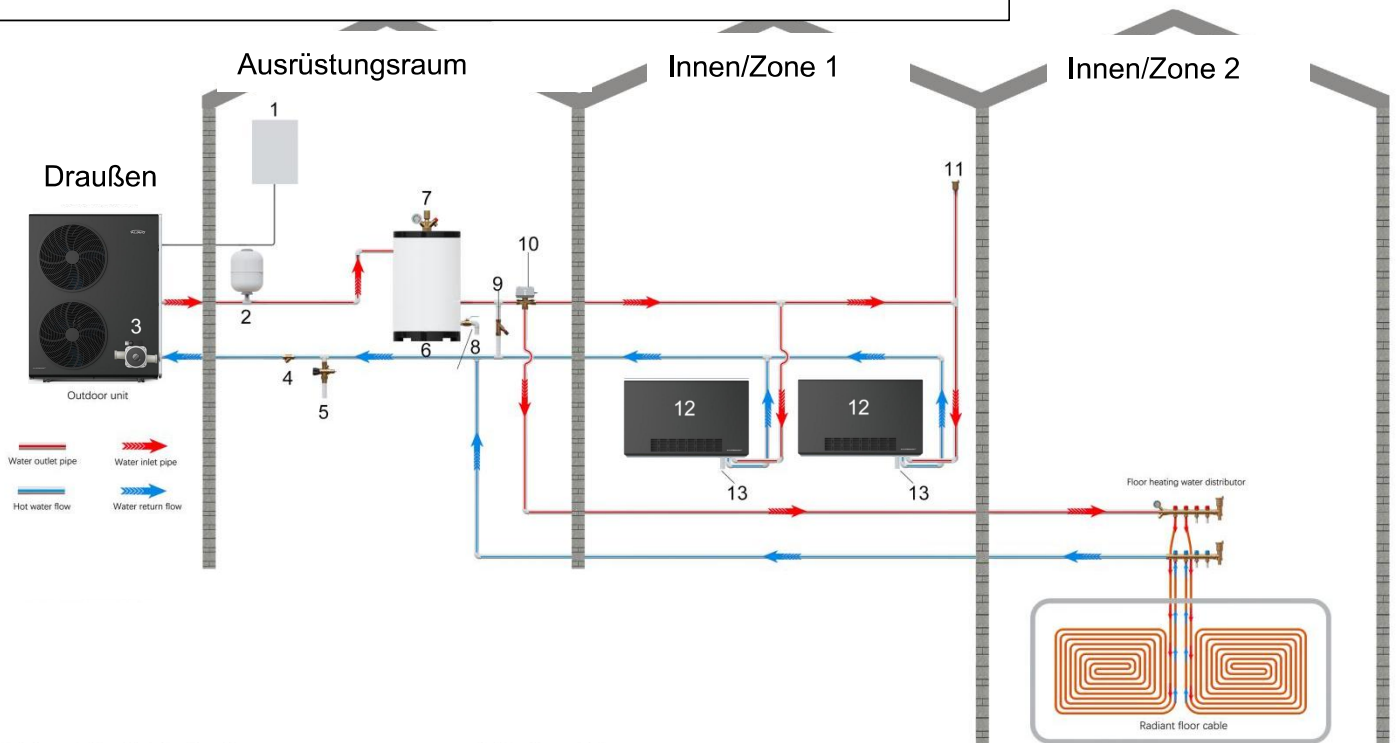 Ausrüstungsraum
Innen/Zone 1
Innen/Zone 2
1
Draußen
11
7
10
9
2
3
6
8
4
5
12
12
Outdoor unit
13
13
Water outlet pipe
Water inlet pipe
Hot water flow
Water return flow
Floor heating water distributor
Radiant floor cable